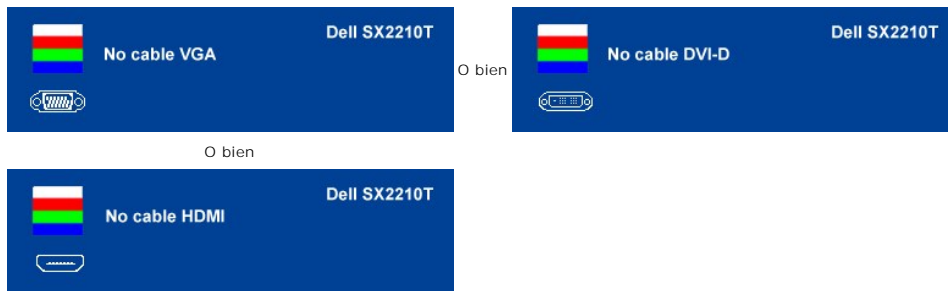 Dell SX2210T
No cable VGA
O bien
Dell SX2210T
No cable DVI-D
O bien
Dell SX2210T
No cable HDMI